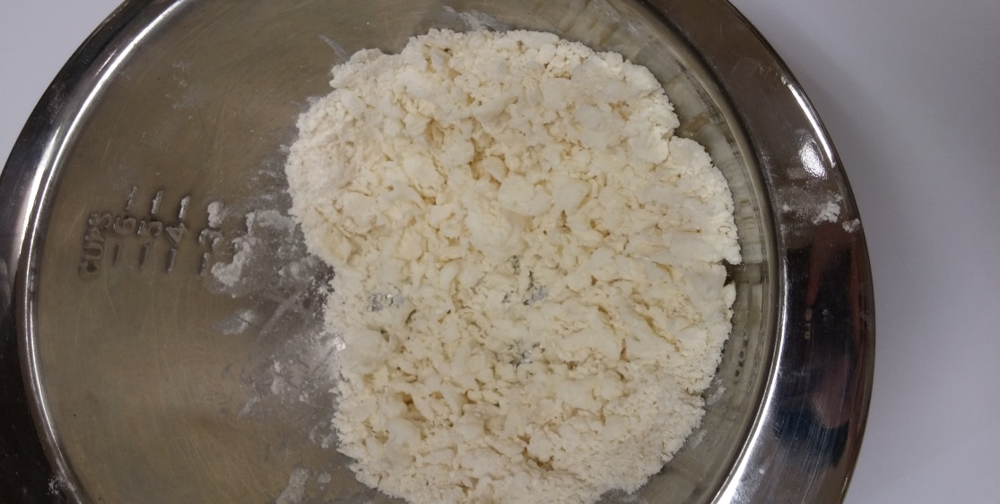 CUPS
— 6 —
— 5 —
— 4 —
— 3 —